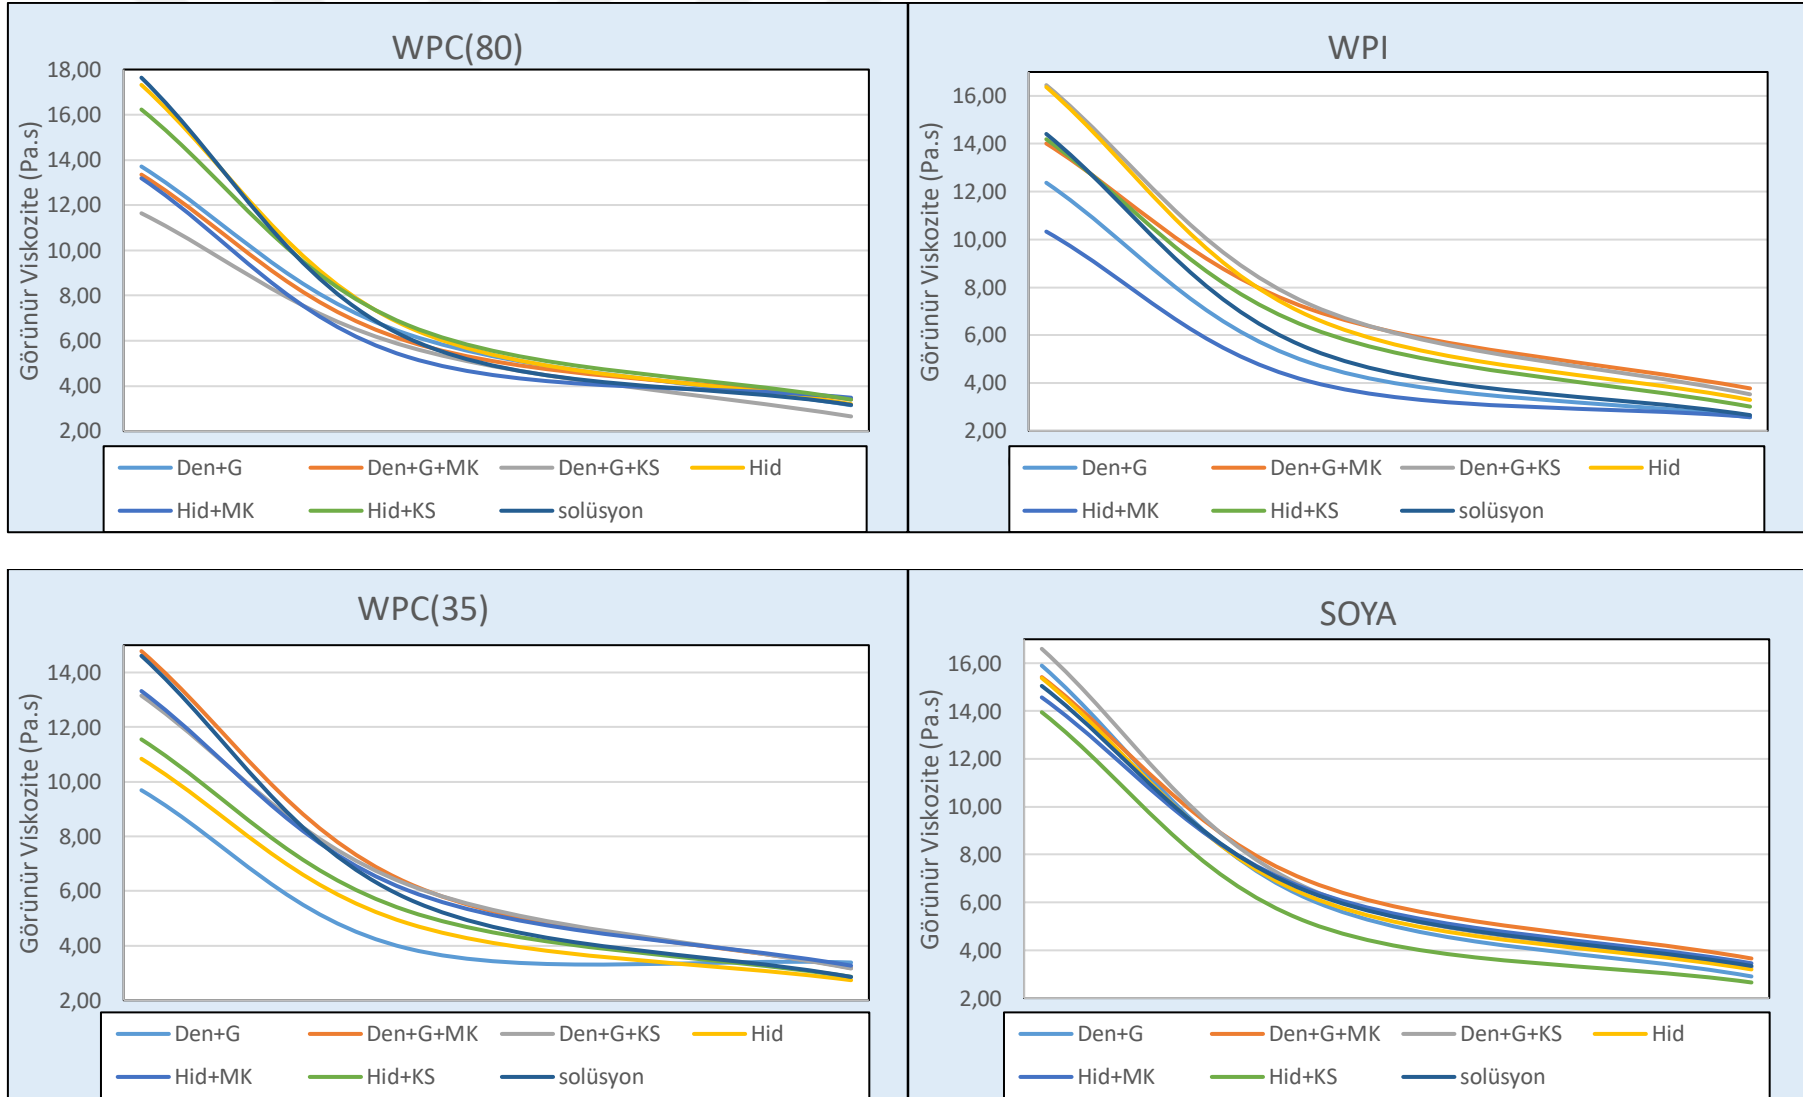 WPC(80)
Görünür Viskozite (Pa.s)
18,00
16,00
14,00
12,00
10,00
8,00
6,00
4,00
2,00
Den+G Den+G+MK Den+G+KS Hid
Hid+MK Hid+KS solüsyon
WPI
Görünür Viskozite (Pa.s)
16,00
14,00
12,00
10,00
8,00
6,00
4,00
2,00
Den+G Den+G+MK Den+G+KS Hid
Hid+MK Hid+KS solüsyon
WPC(35)
Görünür Viskozite (Pa.s)
14,00
12,00
10,00
8,00
6,00
4,00
2,00
Den+G Den+G+MK Den+G+KS Hid
Hid+MK Hid+KS solüsyon
SOYA
Görünür Viskozite (Pa.s)
16,00
14,00
12,00
10,00
8,00
6,00
4,00
2,00
Den+G Den+G+MK Den+G+KS Hid
Hid+MK Hid+KS solüsyon